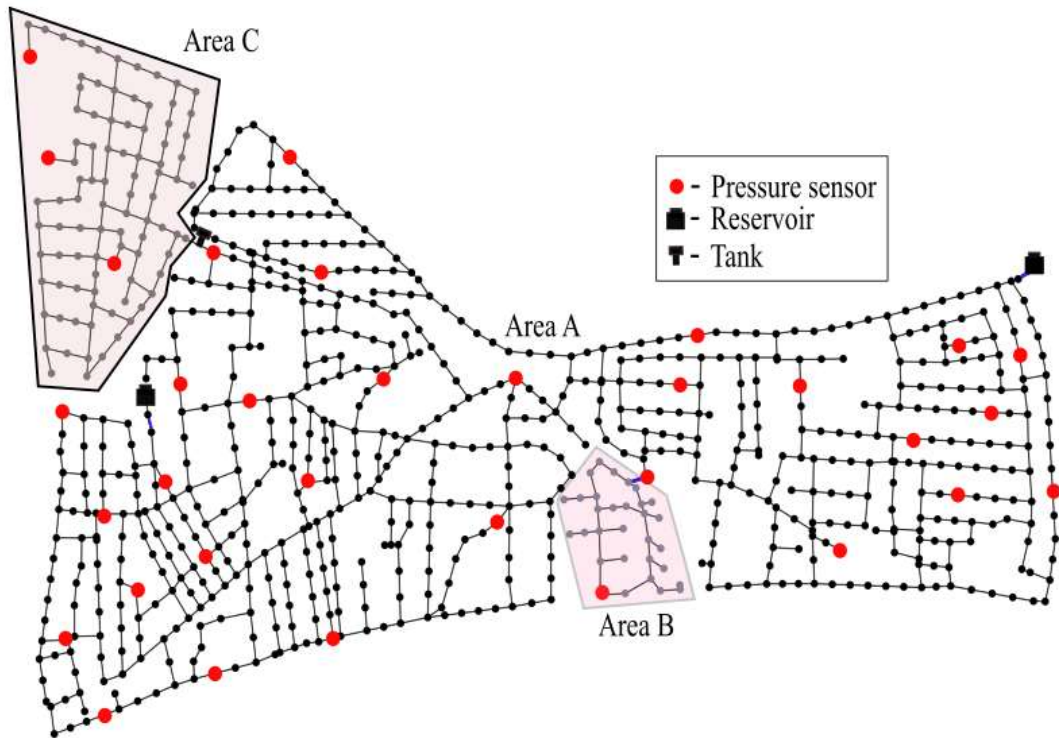 Area C
- Pressure sensor
- Reservoir
- Tank
Area A
Area B